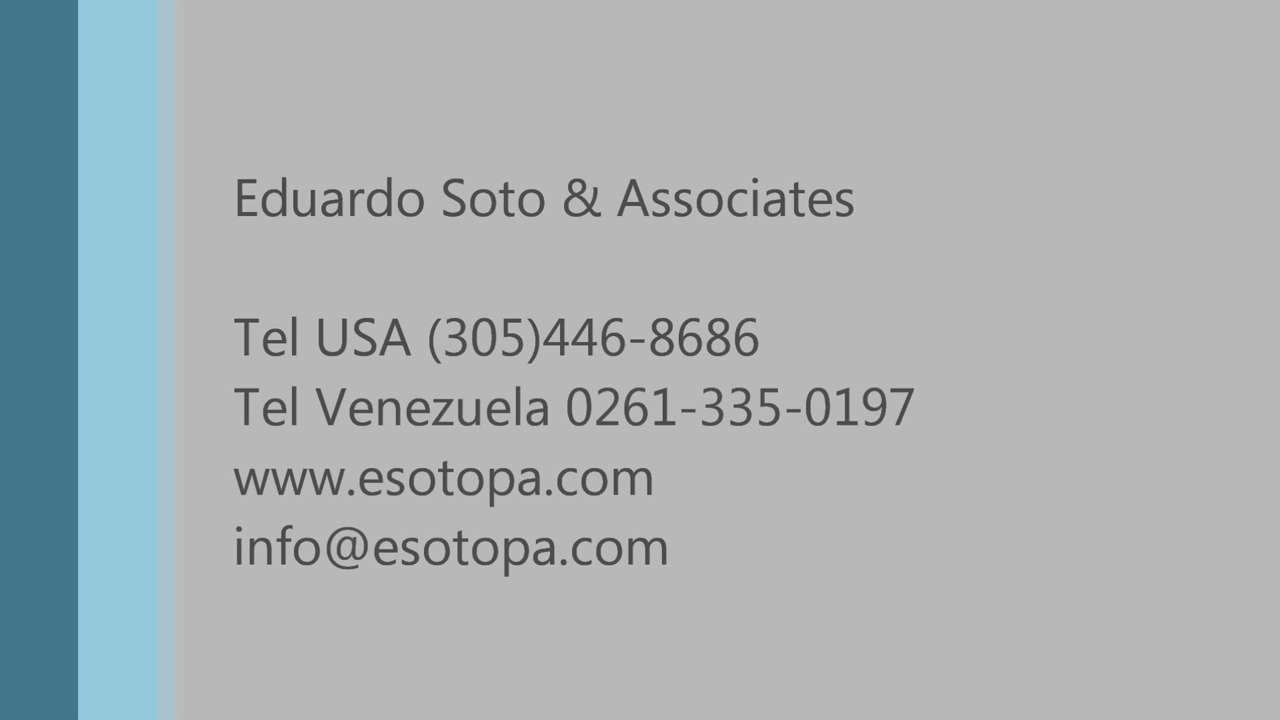 Eduardo Soto & Associates
Tel USA (305)446-8686
Tel Venezuela 0261-335-0197
www.esotopa.com
info@esotopa.com